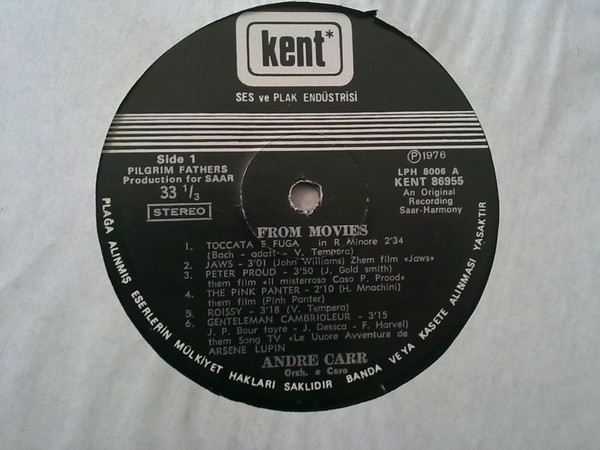 kent*
SES ve PLAK ENDÜSTRİSİ
Side 1
PILGRIM FATHERS
Production for SAAR
33 1/3
STEREO
Ⓟ1976
LPH 8006 A
KENT 86955
An Original
Recording
Saar-Harmony
FROM MOVIES
1. TOCCATA E FUGA in R Minore 2'34
(Bach - adatt - V. Tempera)
2. JAWS - 3'01 (John Williams) Zhem film «Jaws»
3. PETER PROUD - 3'50 (J. Gold smith)
them film «il misterroso Caso P. Prood»
4. THE PINK PANTER - 2'10 (H. Mnachini)
them film (Pinh Panter)
5. ROISSY - 3'18 (V. Tempera)
6. GENTELEMAN CAMBRIOLEUR - 3'15
J. P. Bour tayre - J. Dessca - F. Harvel)
them Song TV «Le Uuore Avventure de
ARSENE LUPIN
ANDRE CARR
Orch. e Coro
PLAĞA ALINMIŞ ESERLERİN MÜLKİYET HAKLARI SAKLIDIR BANDA VEYA KASETE ALINMASI YASAKTIR